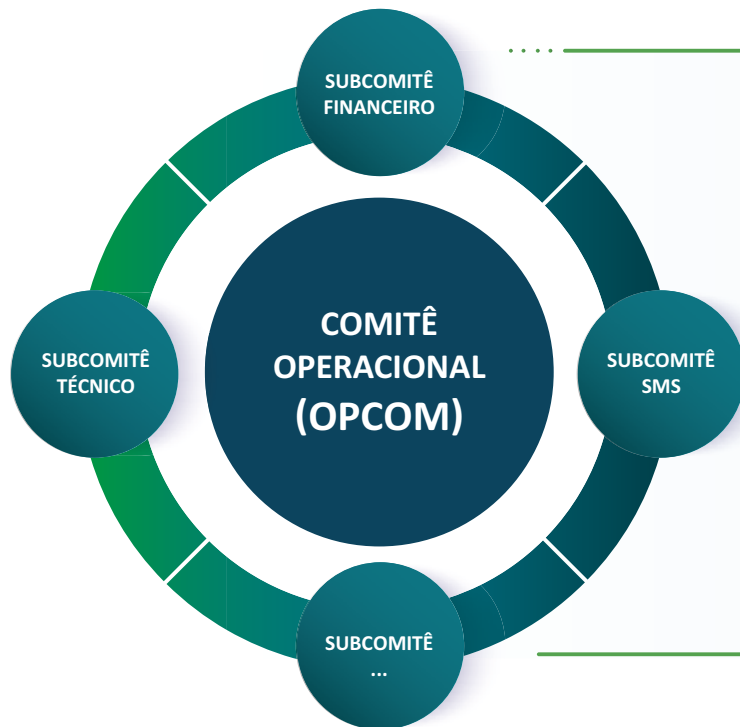 SUBCOMITÊ
FINANCEIRO
SUBCOMITÊ
TÉCNICO
COMITÊ
OPERACIONAL
(OPCOM)
SUBCOMITÊ
SMS
SUBCOMITÊ
...